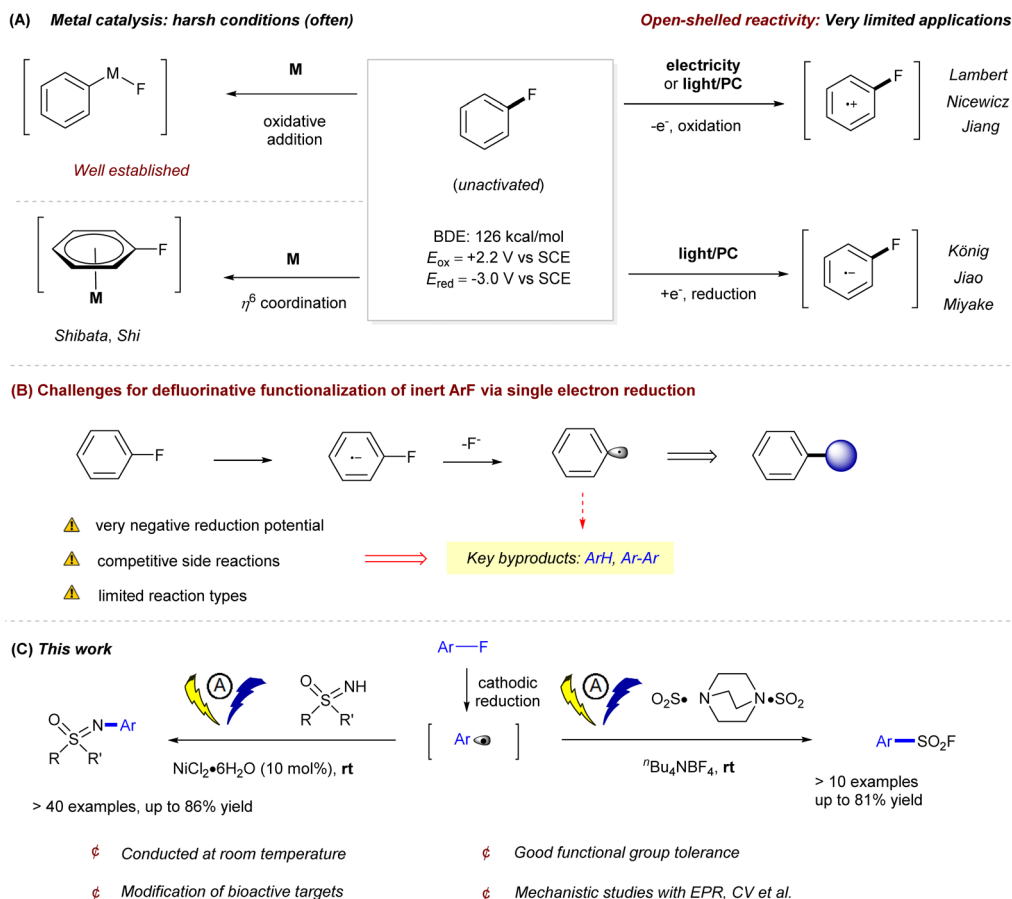 (A) Metal catalysis: harsh conditions (often)
Open-shelled reactivity: Very limited applications
M
F
M
oxidative
addition
Well established
F
(unactivated)
BDE: 126 kcal/mol
Eox = +2.2 V vs SCE
Ered = -3.0 V vs SCE
electricity
or light/PC
-e-, oxidation
F
•+
Lambert
Nicewicz
Jiang
F
M
M
η6 coordination
Shibata, Shi
light/PC
+e-, reduction
F
•−
König
Jiao
Miyake
(B) Challenges for defluorinative functionalization of inert ArF via single electron reduction
F
•−
F
-F-
very negative reduction potential
competitive side reactions
limited reaction types
Key byproducts: ArH, Ar-Ar
(C) This work
Ar—F
cathodic
reduction
Ar
A
O
NH
S
R R'
NiCl2•6H2O (10 mol%), rt
O
N Ar
S
R R'
> 40 examples, up to 86% yield
A
O2S• N N•SO2
nBu4NBF4, rt
Ar SO2F
> 10 examples
up to 81% yield
¢ Conducted at room temperature
¢ Good functional group tolerance
¢ Modification of bioactive targets
¢ Mechanistic studies with EPR, CV et al.